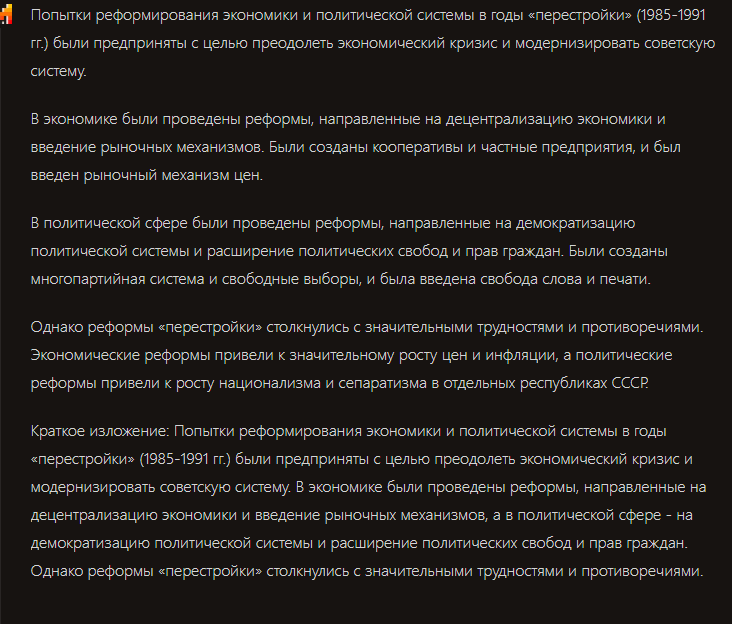 Попытки реформирования экономики и политической системы в годы «перестройки» (1985-1991
гг.) были предприняты с целью преодолеть экономический кризис и модернизировать советскую
систему.
В экономике были проведены реформы, направленные на децентрализацию экономики и
введение рыночных механизмов. Были созданы кооперативы и частные предприятия, и был
введен рыночный механизм цен.
В политической сфере были проведены реформы, направленные на демократизацию
политической системы и расширение политических свобод и прав граждан. Были созданы
многопартийная система и свободные выборы, и была введена свобода слова и печати.
Однако реформы «перестройки» столкнулись с значительными трудностями и противоречиями.
Экономические реформы привели к значительному росту цен и инфляции, а политические
реформы привели к росту национализма и сепаратизма в отдельных республиках СССР.
Краткое изложение: Попытки реформирования экономики и политической системы в годы
«перестройки» (1985-1991 гг.) были предприняты с целью преодолеть экономический кризис и
модернизировать советскую систему. В экономике были проведены реформы, направленные на
децентрализацию экономики и введение рыночных механизмов, а в политической сфере - на
демократизацию политической системы и расширение политических свобод и прав граждан.
Однако реформы «перестройки» столкнулись с значительными трудностями и противоречиями.